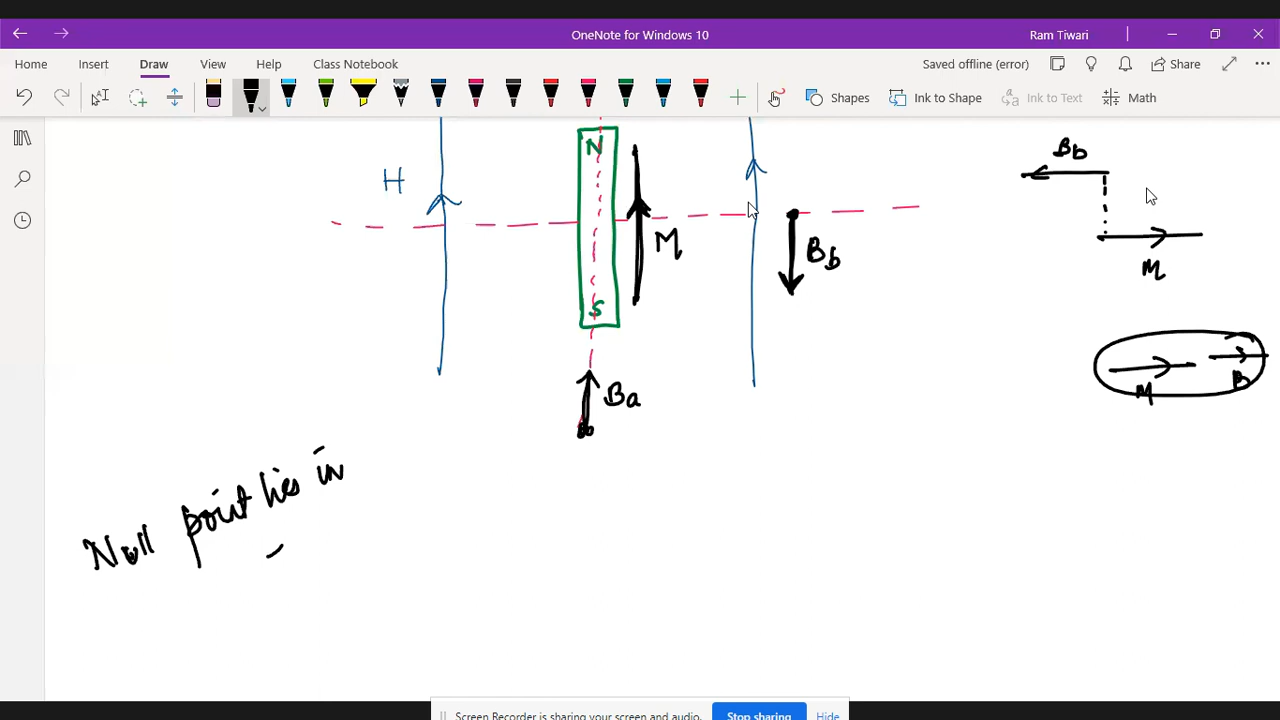 OneNote for Windows 10
Ram Tiwari
Home Insert Draw View Help Class Notebook
Saved offline (error)
Share
Shapes
Ink to Shape
Ink to Text
Math
H
N
M
S
Bb
Ba
Bb
M
M
B
Null point lies in
Screen Recorder is sharing your screen and audio.
Stop sharing
Hide